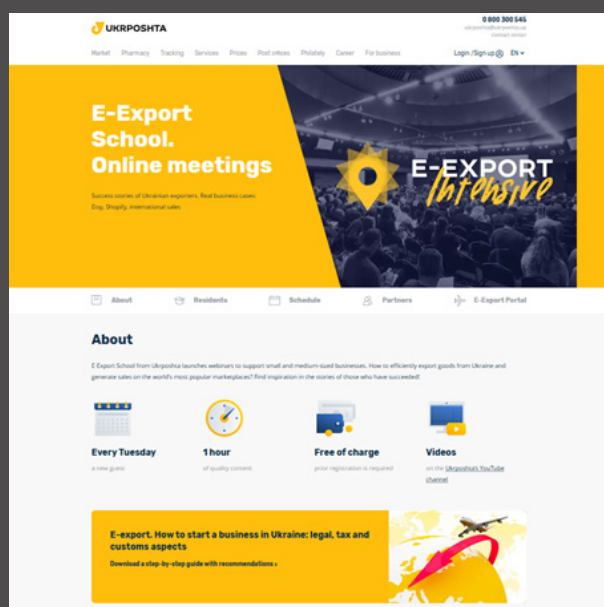 UKRPOSHTA
0 800 300 545
ukrposhta@ukrposhta.ua
contact center
Market Pharmacy Tracking Services Prices Post offices Philately Career For business Login /Sign up EN
E-Export
School.
Online meetings
E-EXPORT
Intensive
Success stories of Ukrainian exporters, Real business cases:
Shopify, international sales
About Residents Schedule Partners E-Export Portal
About
E-Export School from Ukrposhta launches webinars to support small and medium-sized businesses. How to efficiently export goods from Ukraine and
generate sales on the world's most popular marketplaces? Find inspiration in the stories of those who have succeeded!
Every Tuesday
a new guest
1 hour
of quality content
Free of charge
prior registration is required
Videos
on the Ukrposhta's YouTube
channel
E-export. How to start a business in Ukraine: legal, tax and
customs aspects
Download a step-by-step guide with recommendations ›